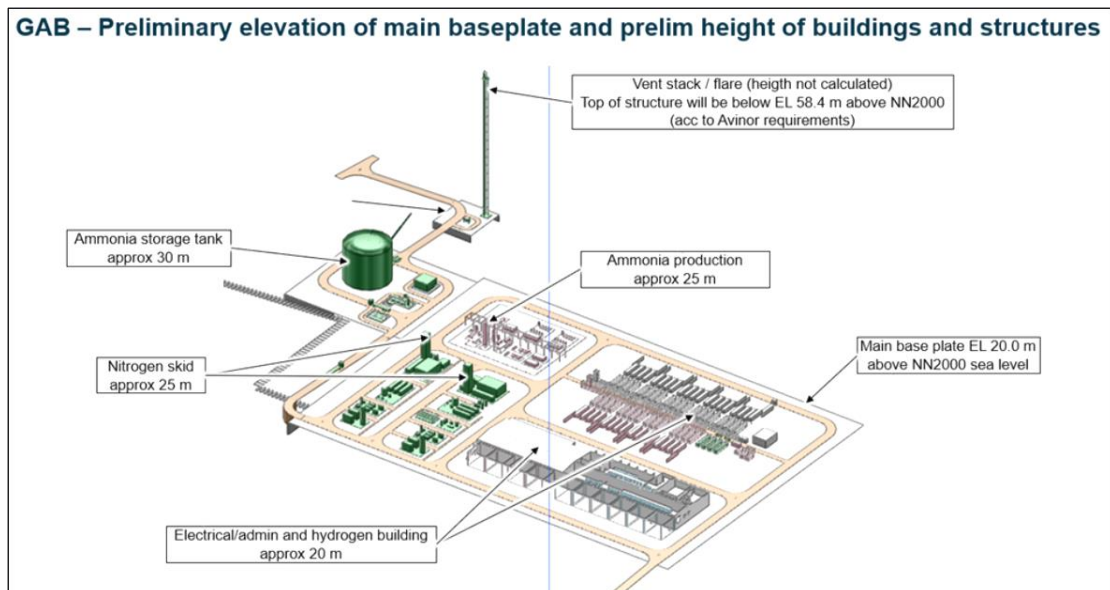 GAB – Preliminary elevation of main baseplate and prelim height of buildings and structures
Vent stack / flare (heigth not calculated)
Top of structure will be below EL 58.4 m above NN2000
(acc to Avinor requirements)
Ammonia storage tank
approx 30 m
Ammonia production
approx 25 m
Main base plate EL 20.0 m
above NN2000 sea level
Nitrogen skid
approx 25 m
Electrical/admin and hydrogen building
approx 20 m